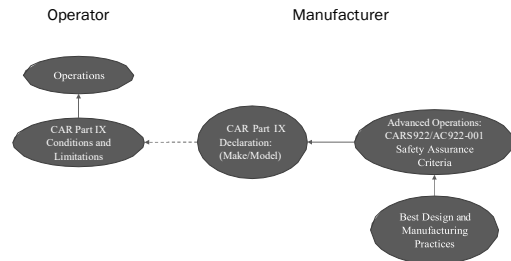 Operator
Manufacturer
Operations
CAR Part IX
Conditions and
Limitations
CAR Part IX
Declaration:
(Make/Model)
Advanced Operations:
CARS922/AC922-001
Safety Assurance
Criteria
Best Design and
Manufacturing
Practices